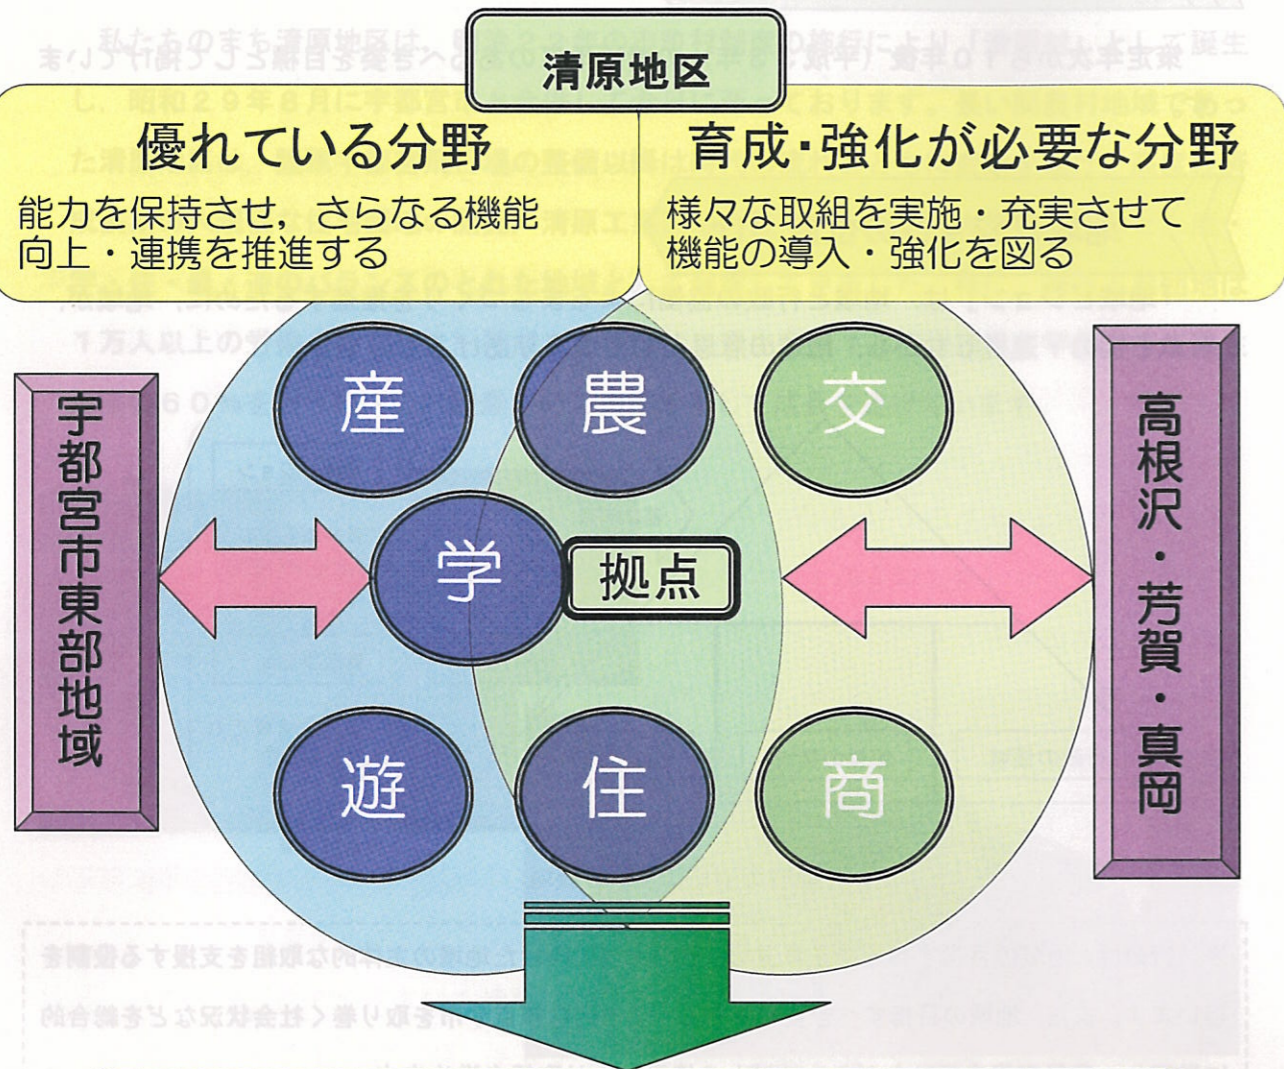 清原地区
優れている分野
能力を保持させ，さらなる機能
向上・連携を推進する
育成・強化が必要な分野
様々な取組を実施・充実させて
機能の導入・強化を図る
宇都宮市東部地域
産
農
交
学
拠点
遊
住
商
高根沢・芳賀・真岡